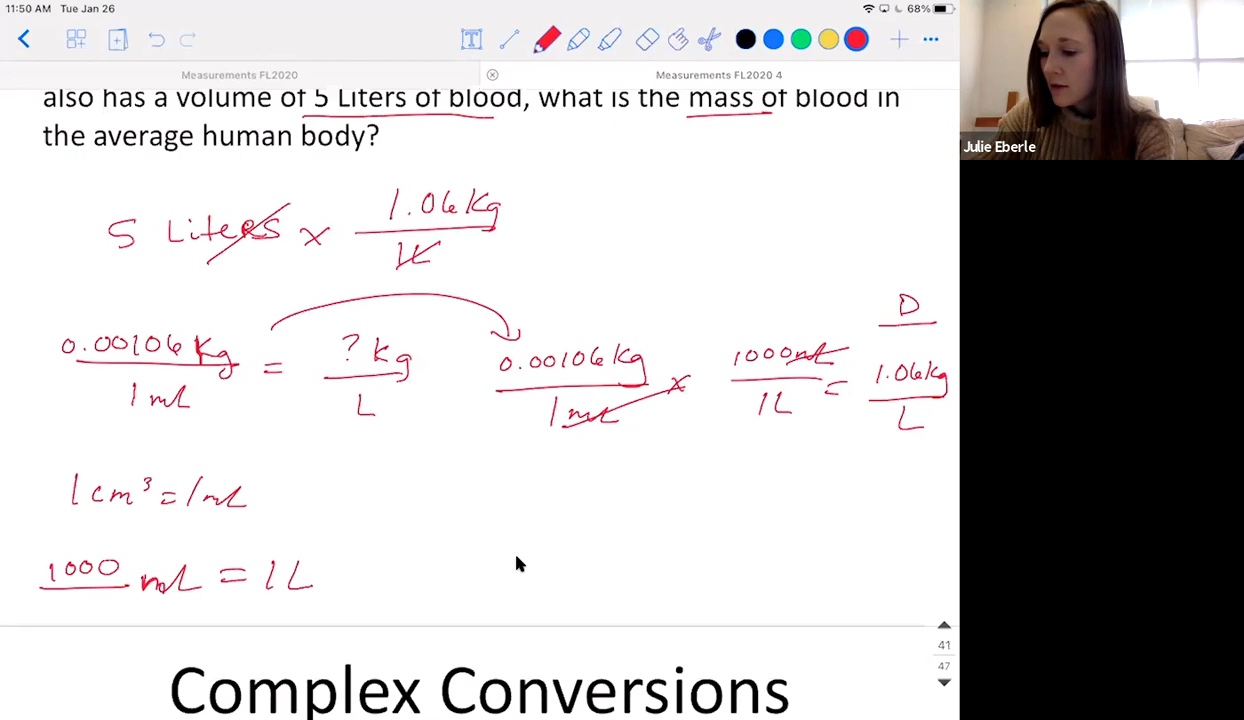 11:50 AM Tue Jan 26 68%
Measurements FL2020 Measurements FL2020 4
also has a volume of 5 Liters of blood, what is the mass of blood in
the average human body?
Julie Eberle
5 Liters x 1.06 Kg / 1L
0.00106 kg / 1 mL = ? kg / L
0.00106 kg / 1 mL x 1000 mL / 1L = 1.06 kg / L
D
1 cm³ = 1 mL
1000 mL = 1L
41
47
Complex Conversions